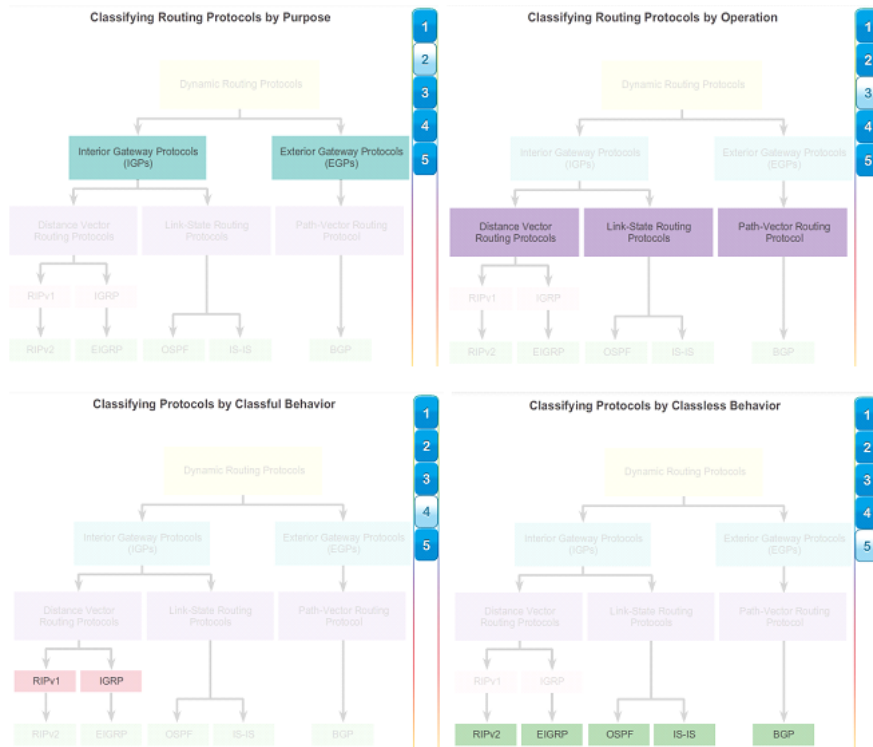 Classifying Routing Protocols by Purpose
1
2
3
4
5
Dynamic Routing Protocols
Interior Gateway Protocols
(IGPs)
Exterior Gateway Protocols
(EGPs)
Distance Vector
Routing Protocols
Link-State Routing
Protocols
Path-Vector Routing
Protocol
RIPv1
IGRP
RIPv2
EIGRP
OSPF
IS-IS
BGP
Classifying Routing Protocols by Operation
1
2
3
4
5
Dynamic Routing Protocols
Interior Gateway Protocols
(IGPs)
Exterior Gateway Protocols
(EGPs)
Distance Vector
Routing Protocols
Link-State Routing
Protocols
Path-Vector Routing
Protocol
RIPv1
IGRP
RIPv2
EIGRP
OSPF
IS-IS
BGP
Classifying Protocols by Classful Behavior
1
2
3
4
5
Dynamic Routing Protocols
Interior Gateway Protocols
(IGPs)
Exterior Gateway Protocols
(EGPs)
Distance Vector
Routing Protocols
Link-State Routing
Protocols
Path-Vector Routing
Protocol
RIPv1
IGRP
RIPv2
EIGRP
OSPF
IS-IS
BGP
Classifying Protocols by Classless Behavior
1
2
3
4
5
Dynamic Routing Protocols
Interior Gateway Protocols
(IGPs)
Exterior Gateway Protocols
(EGPs)
Distance Vector
Routing Protocols
Link-State Routing
Protocols
Path-Vector Routing
Protocol
RIPv1
IGRP
RIPv2
EIGRP
OSPF
IS-IS
BGP